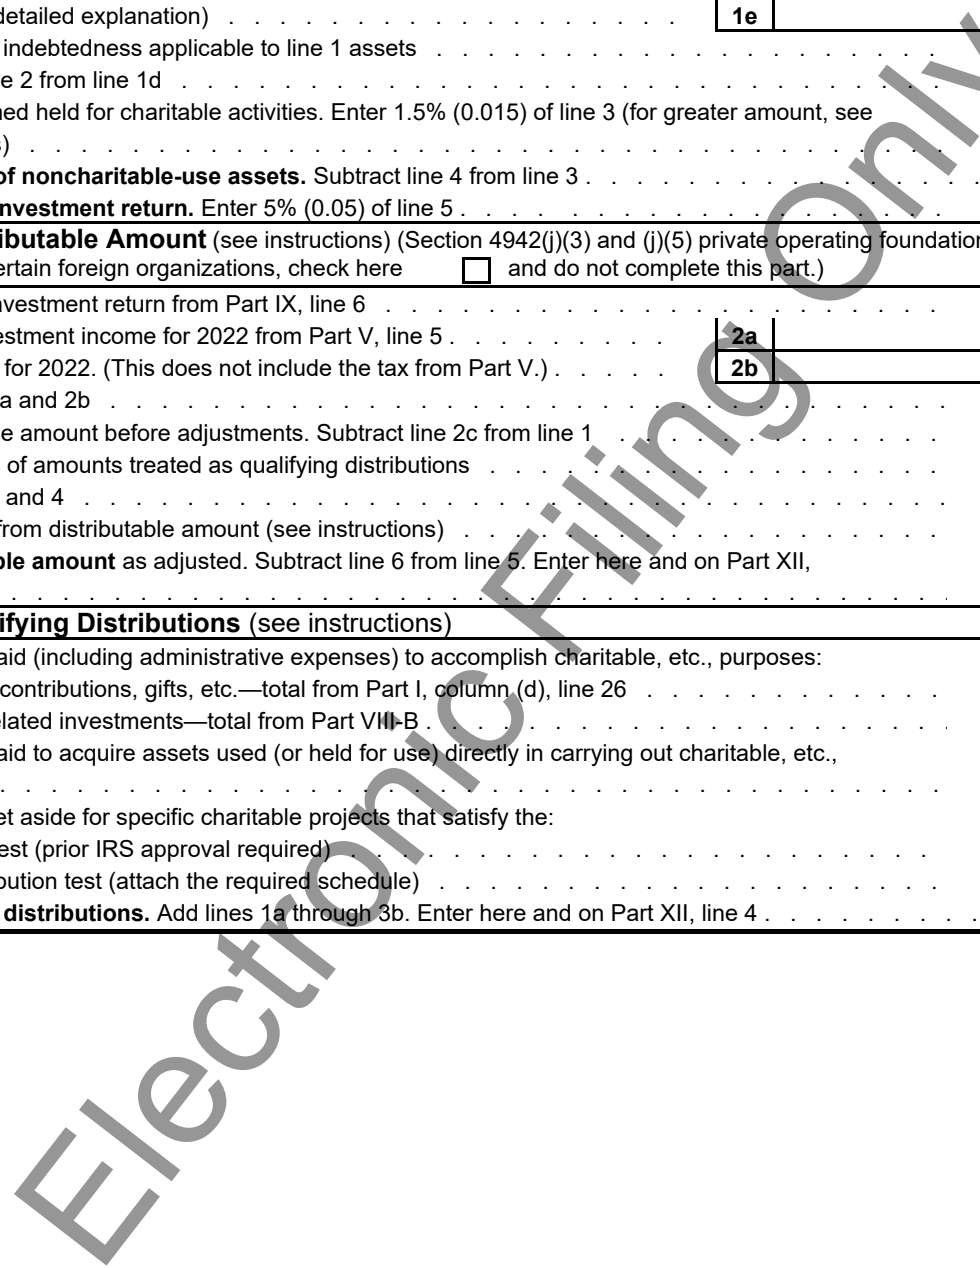 detailed explanation) . . . . . . . . . . . . . . . . . . 1e
indebtedness applicable to line 1 assets . . . . . . . . . . . . . . . . . . . .
e 2 from line 1d . . . . . . . . . . . . . . . . . . . . . . . . . . . . . .
ned held for charitable activities. Enter 1.5% (0.015) of line 3 (for greater amount, see
s) . . . . . . . . . . . . . . . . . . . . . . . . . . . . . . . . . . . .
of noncharitable-use assets. Subtract line 4 from line 3 . . . . . . . . . . . . . . . .
nvestment return. Enter 5% (0.05) of line 5 . . . . . . . . . . . . . . . . . . .
ibutable Amount (see instructions) (Section 4942(j)(3) and (j)(5) private operating foundation
ertain foreign organizations, check here and do not complete this part.)
nvestment return from Part IX, line 6 . . . . . . . . . . . . . . . . . . . . . .
estment income for 2022 from Part V, line 5 . . . . . . . . . 2a
for 2022. (This does not include the tax from Part V.) . . . . . 2b
a and 2b . . . . . . . . . . . . . . . . . . . . . . . . . . . . . . . . .
e amount before adjustments. Subtract line 2c from line 1 . . . . . . . . . . . . .
of amounts treated as qualifying distributions . . . . . . . . . . . . . . . . . .
and 4 . . . . . . . . . . . . . . . . . . . . . . . . . . . . . . . . . .
from distributable amount (see instructions) . . . . . . . . . . . . . . . . . . .
ble amount as adjusted. Subtract line 6 from line 5. Enter here and on Part XII,
. . . . . . . . . . . . . . . . . . . . . . . . . . . . . . . . . . . . .
ifying Distributions (see instructions)
aid (including administrative expenses) to accomplish charitable, etc., purposes:
contributions, gifts, etc.—total from Part I, column (d), line 26 . . . . . . . . . . . .
elated investments—total from Part VIII-B . . . . . . . . . . . . . . . . . . . . .
aid to acquire assets used (or held for use) directly in carrying out charitable, etc.,
. . . . . . . . . . . . . . . . . . . . . . . . . . . . . . . . . . . . .
et aside for specific charitable projects that satisfy the:
est (prior IRS approval required) . . . . . . . . . . . . . . . . . . . . . . .
bution test (attach the required schedule) . . . . . . . . . . . . . . . . . . . .
distributions. Add lines 1a through 3b. Enter here and on Part XII, line 4 . . . . . . . . .
Electronic Filing Only